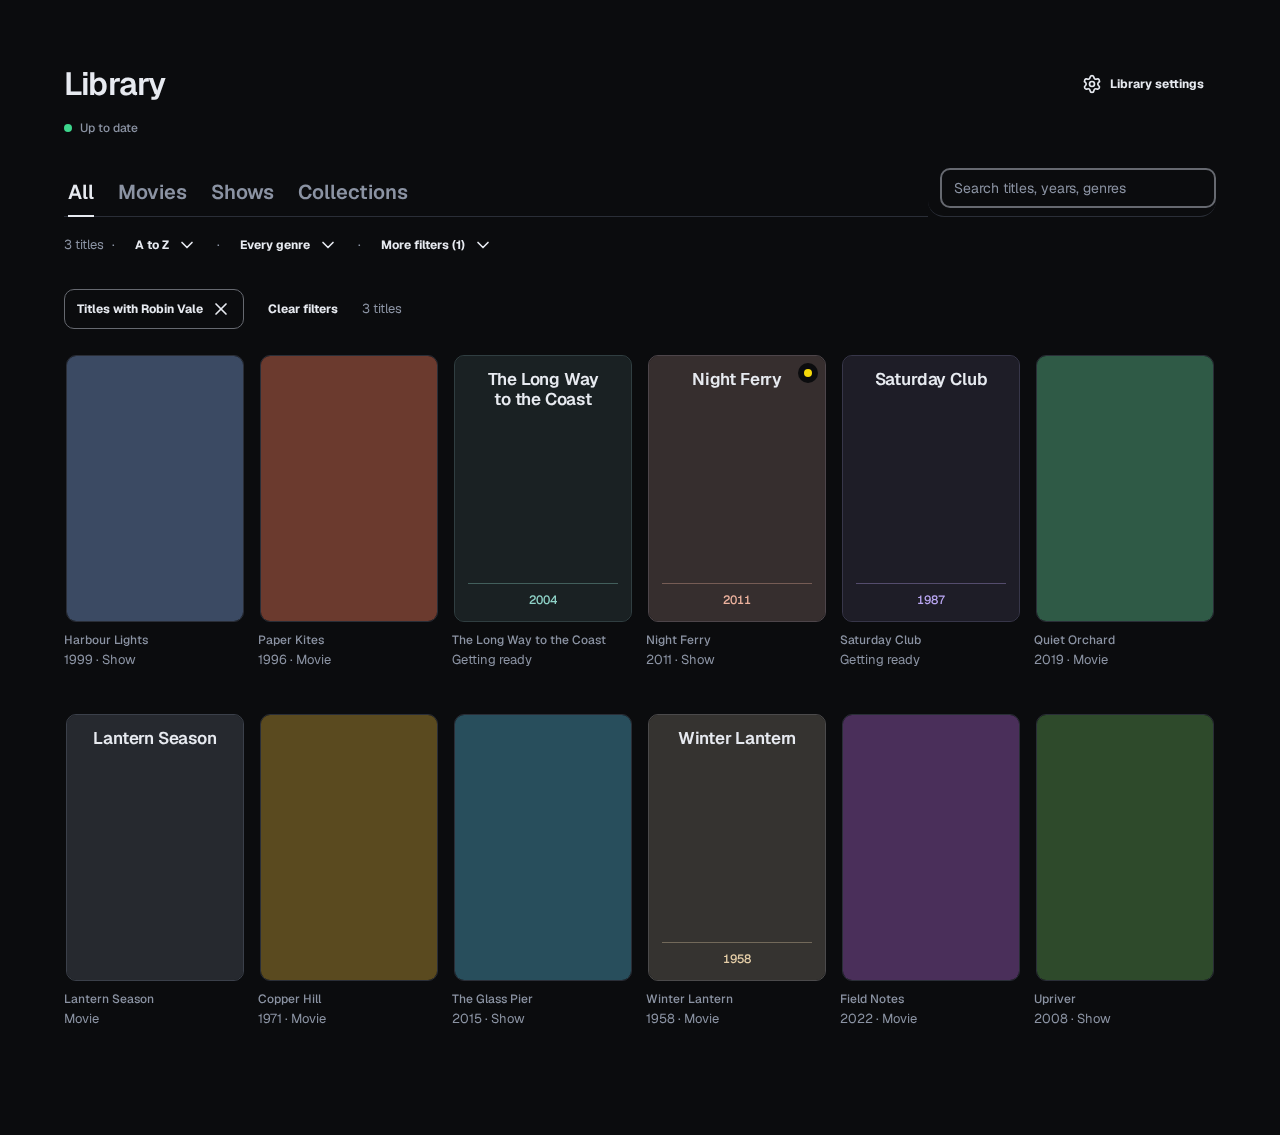 Library
Library settings
Up to date
All
Movies
Shows
Collections
Search titles, years, genres
3 titles · A to Z · Every genre · More filters (1)
Titles with Robin Vale
Clear filters
3 titles
The Long Way
to the Coast
2004
Night Ferry
2011
Saturday Club
1987
Harbour Lights
1999 · Show
Paper Kites
1996 · Movie
The Long Way to the Coast
Getting ready
Night Ferry
2011 · Show
Saturday Club
Getting ready
Quiet Orchard
2019 · Movie
Lantern Season
Winter Lantern
1958
Lantern Season
Movie
Copper Hill
1971 · Movie
The Glass Pier
2015 · Show
Winter Lantern
1958 · Movie
Field Notes
2022 · Movie
Upriver
2008 · Show